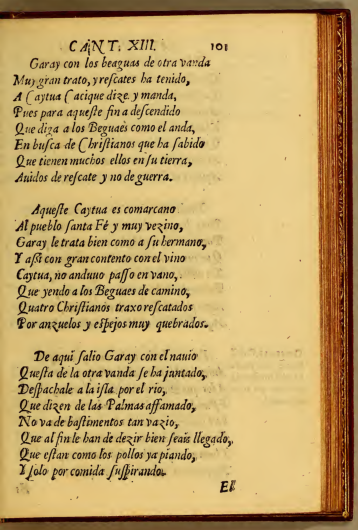 CANT. XIII. 101
Garay con los beaguas de otra vanda
Muy gran trato, y reſcates ha tenido,
A Caytua Cacique dize. y manda,
Pues para aqueſte fin a deſcendido
Que diga a los Beguaes como el anda,
En buſca de Chriſtianos que ha ſabido
Que tienen muchos ellos en ſu tierra,
Auidos de reſcate y no de guerra.
Aqueſte Caytua es comarcano
Al pueblo ſanta Fé y muy vezino,
Garay le trata bien como a ſu hermano,
Y aſsi con gran contento con el vino
Caytua, no anduuo paſſo en vano,
Que yendo a los Beguaes de camino,
Quatro Chriſtianos traxo reſcatados
Por anzuelos y eſpejos muy quebrados.
De aqui ſalio Garay con el nauio
Queſta de la otra vanda ſe ha juntado,
Deſpachale a la iſla por el rio,
Que dizen de las Palmas affamado,
No va de baſtimentos tan vazio,
Que al fin le han de dezir bien ſeais llegado,
Que eſtan como los pollos ya piando,
Y ſolo por comida ſuſpirando.
El